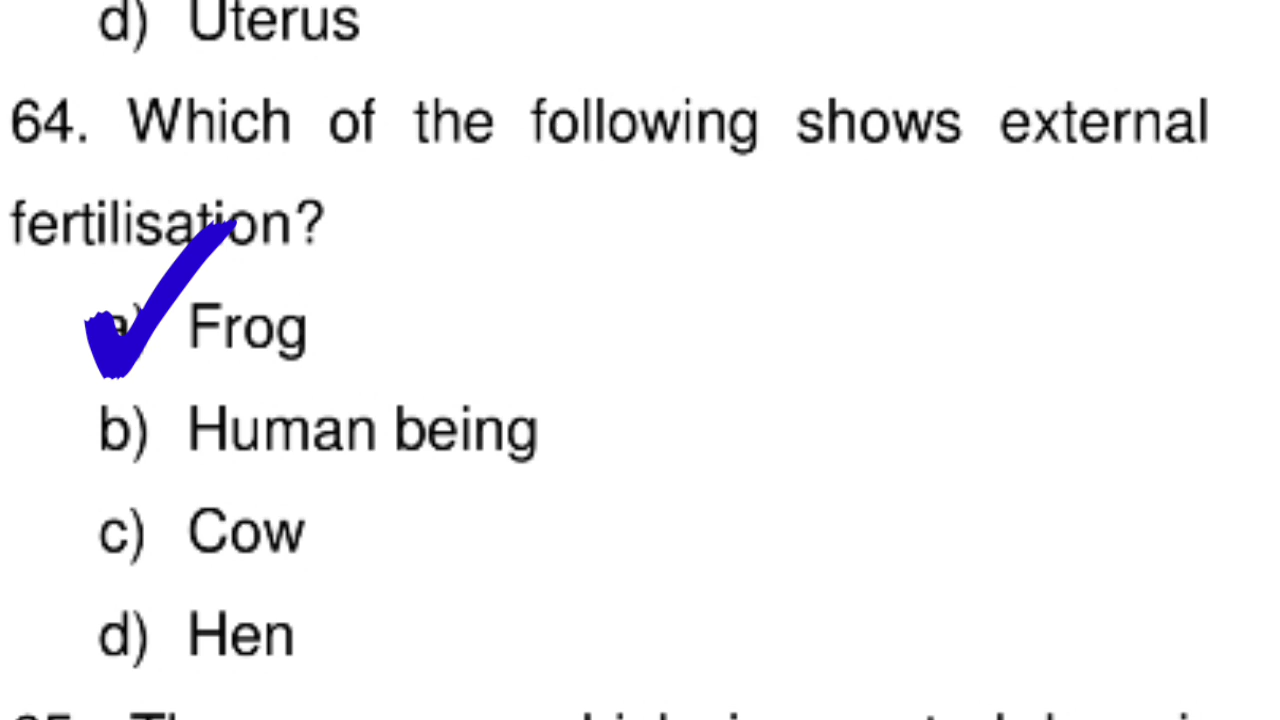 d) Uterus
64. Which of the following shows external
fertilisation?
a) Frog
b) Human being
c) Cow
d) Hen